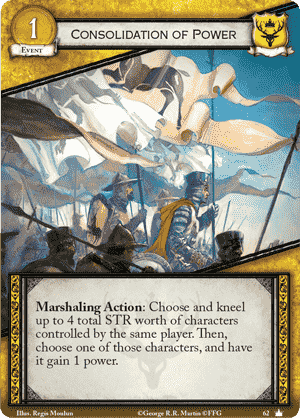 1
EVENT
CONSOLIDATION OF POWER
Marshaling Action: Choose and kneel
up to 4 total STR worth of characters
controlled by the same player. Then,
choose one of those characters, and have
it gain 1 power.
Illus. Regis Moulun
©George R.R. Martin ©FFG
62